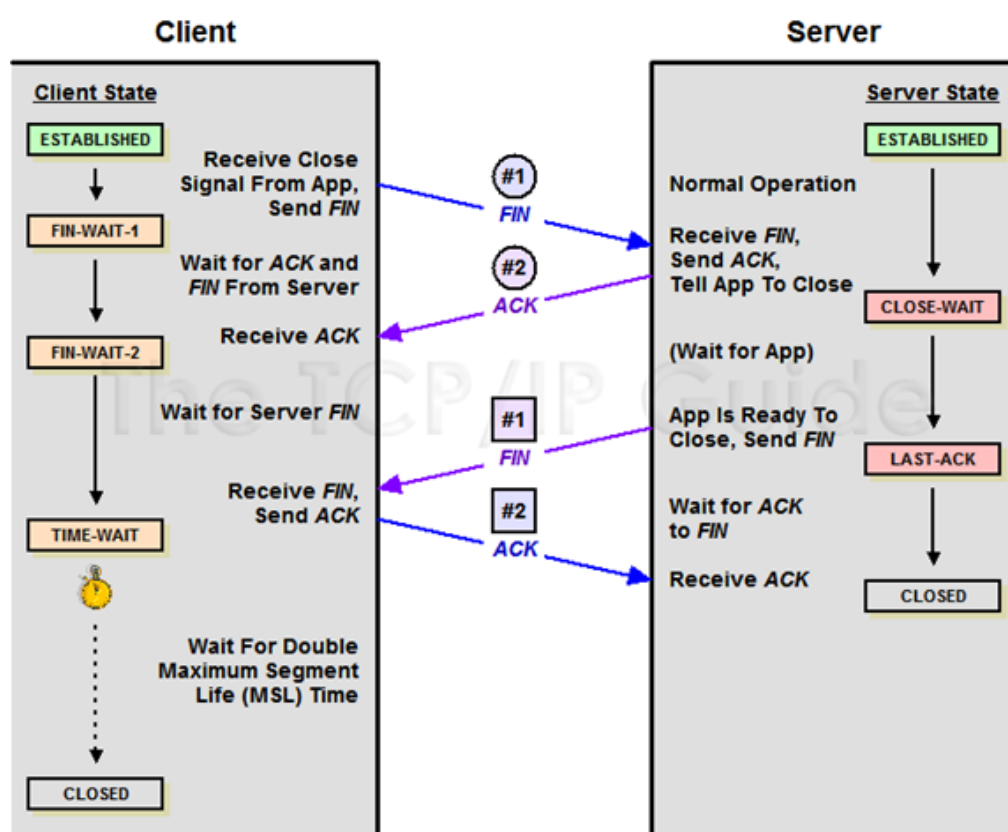 Client
Server
Client State
Server State
ESTABLISHED
ESTABLISHED
Receive Close
Signal From App,
Send FIN
#1
FIN
Normal Operation
FIN-WAIT-1
Receive FIN,
Send ACK,
Tell App To Close
Wait for ACK and
FIN From Server
#2
ACK
CLOSE-WAIT
Receive ACK
FIN-WAIT-2
(Wait for App)
The TCP/IP Guide
Wait for Server FIN
#1
FIN
App Is Ready To
Close, Send FIN
LAST-ACK
Receive FIN,
Send ACK
#2
ACK
Wait for ACK
to FIN
TIME-WAIT
Receive ACK
CLOSED
Wait For Double
Maximum Segment
Life (MSL) Time
CLOSED